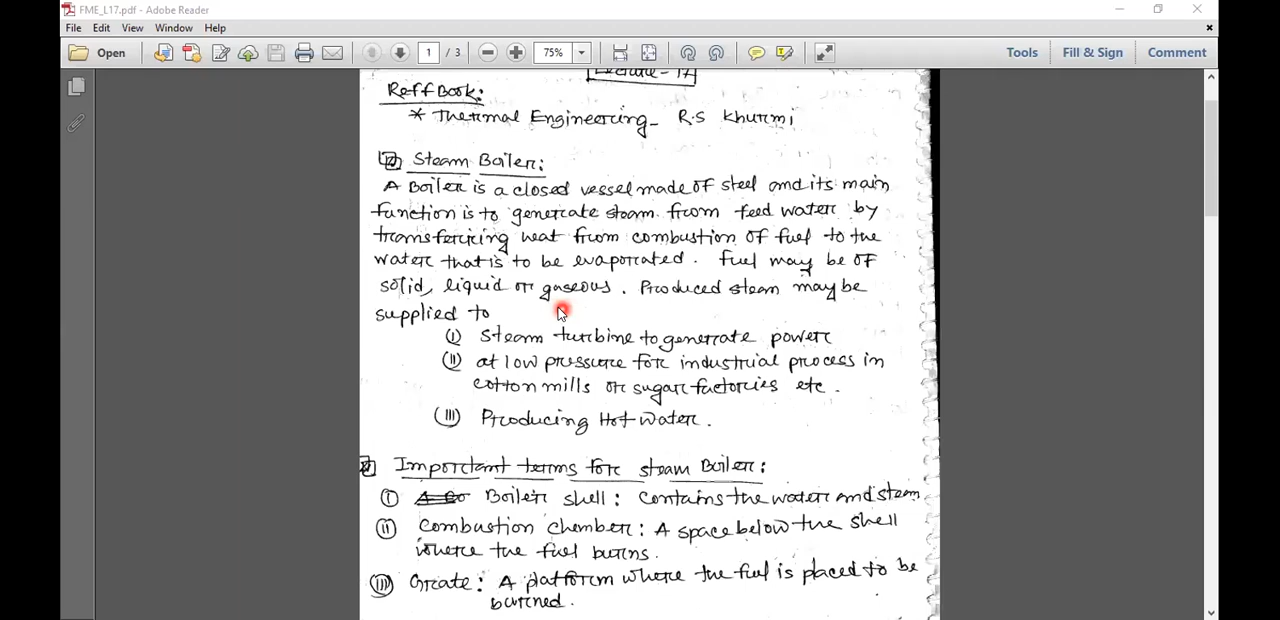 FME_L17.pdf - Adobe Reader
File Edit View Window Help
Open 1 / 3 75% Tools Fill & Sign Comment
Lecture - 17
Reff Book:
* Thermal Engineering - R.S Khurmi
Steam Boiler:
A Boiler is a closed vessel made of steel and its main
function is to generate steam from feed water by
transferring heat from combustion of fuel to the
water that is to be evaporated. Fuel may be of
solid, liquid or gaseous. Produced steam may be
supplied to
(I) Steam turbine to generate power
(II) at low pressure for industrial process in
cotton mills or sugar factories etc.
(III) Producing Hot Water.
Important terms for steam Boiler:
(I) Boiler shell: Contains the water and steam
(II) Combustion chember: A space below the shell
where the fuel burns.
(III) Grate: A platform where the fuel is placed to be
burned.